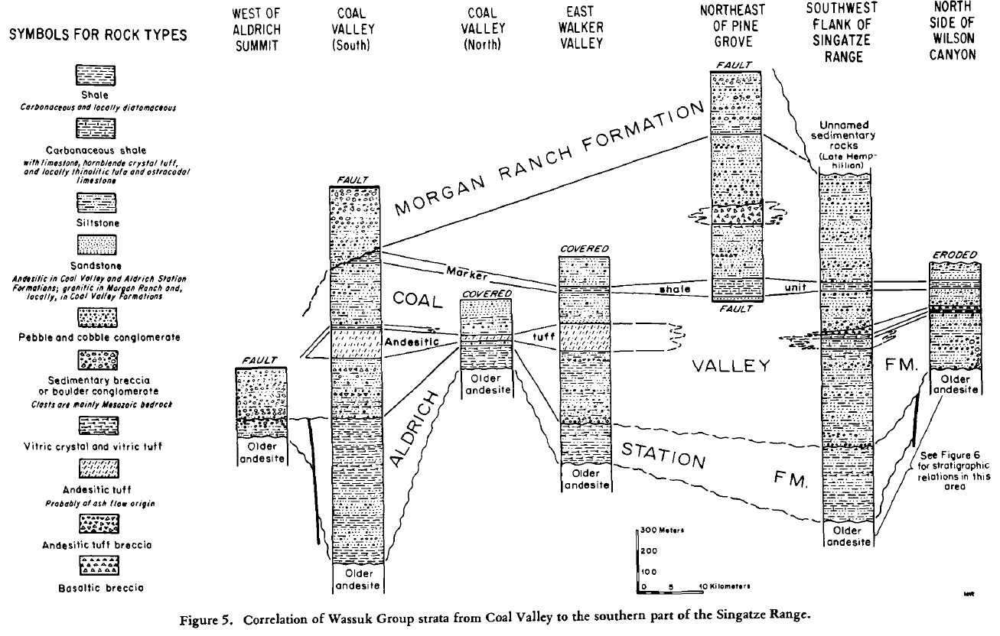 SYMBOLS FOR ROCK TYPES
Shale
Carbonaceous and locally diatomaceous
Carbonaceous shale
with limestone, hornblende crystal tuff,
and locally thinolitic tufa and ostracodal
limestone
Siltstone
Sandstone
Andesitic in Coal Valley and Aldrich Station
Formations; granitic in Morgan Ranch and,
locally, in Coal Valley Formations
Pebble and cobble conglomerate
Sedimentary breccia
or boulder conglomerate
Clasts are mainly Mesozoic bedrock
Vitric crystal and vitric tuff
Andesitic tuff
Probably of ash flow origin
Andesitic tuff breccia
Basaltic breccia
WEST OF
ALDRICH
SUMMIT
FAULT
Older
andesite
COAL
VALLEY
(South)
FAULT
Older
andesite
COAL
VALLEY
(North)
COVERED
Older
andesite
EAST
WALKER
VALLEY
COVERED
Older
andesite
NORTHEAST
OF PINE
GROVE
FAULT
FAULT
SOUTHWEST
FLANK OF
SINGATZE
RANGE
Unnamed
sedimentary
rocks
(Late Hemp-
hillian)
Older
andesite
NORTH
SIDE OF
WILSON
CANYON
ERODED
Older
andesite
See Figure 6
for stratigraphic
relations in this
area
MORGAN RANCH FORMATION
Marker shale unit
COAL VALLEY FM.
Andesitic tuff
ALDRICH STATION FM.
300 Meters
200
100
0 5 10 Kilometers
Figure 5. Correlation of Wassuk Group strata from Coal Valley to the southern part of the Singatze Range.